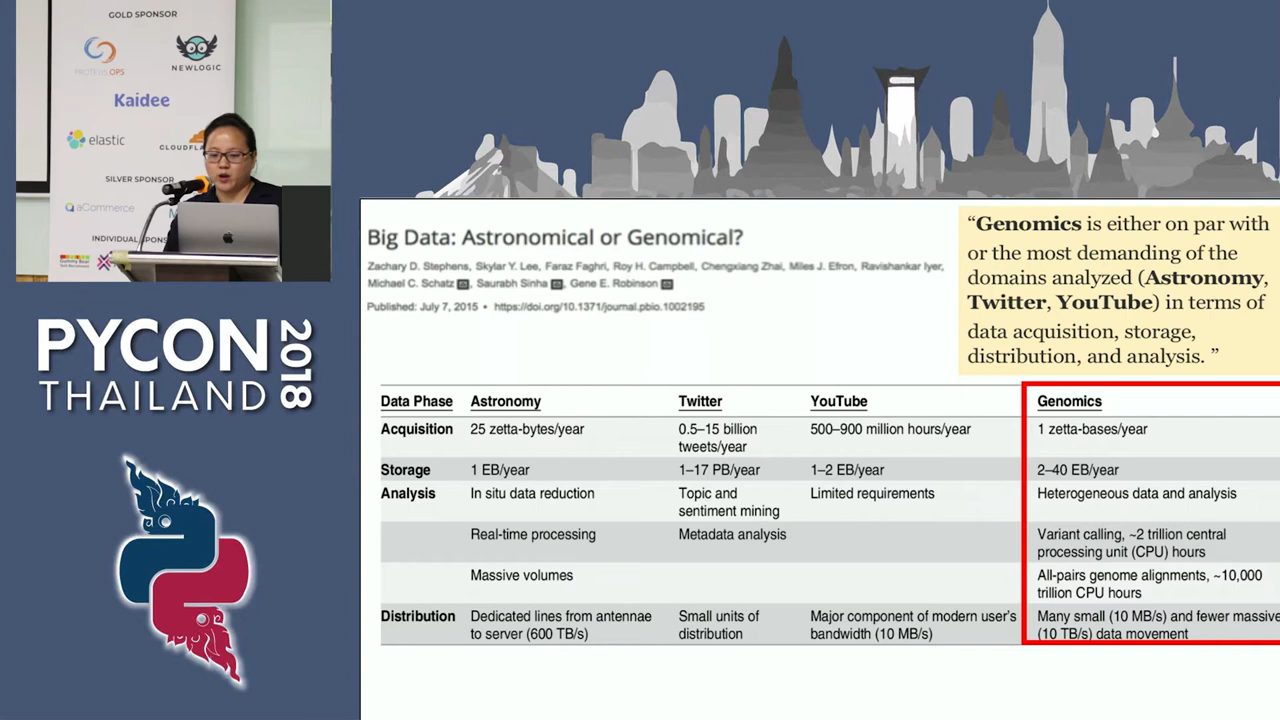 GOLD SPONSOR
PROTEUS OPS
NEWLOGIC
Kaidee
elastic
SILVER SPONSOR
aCommerce
PYCON
THAILAND
2018
Big Data: Astronomical or Genomical?
Zachary D. Stephens, Skylar Y. Lee, Faraz Faghri, Roy H. Campbell, Chengxiang Zhai, Miles J. Efron, Ravishankar Iyer,
Michael C. Schatz, Saurabh Sinha, Gene E. Robinson
Published: July 7, 2015 • https://doi.org/10.1371/journal.pbio.1002195
“Genomics is either on par with
or the most demanding of the
domains analyzed (Astronomy,
Twitter, YouTube) in terms of
data acquisition, storage,
distribution, and analysis. ”
Data Phase Astronomy Twitter YouTube Genomics
Acquisition 25 zetta-bytes/year 0.5–15 billion 500–900 million hours/year 1 zetta-bases/year
tweets/year
Storage 1 EB/year 1–17 PB/year 1–2 EB/year 2–40 EB/year
Analysis In situ data reduction Topic and Limited requirements Heterogeneous data and analysis
sentiment mining
Real-time processing Metadata analysis Variant calling, ~2 trillion central
processing unit (CPU) hours
Massive volumes All-pairs genome alignments, ~10,000
trillion CPU hours
Distribution Dedicated lines from antennae Small units of Major component of modern user’s Many small (10 MB/s) and fewer massive
to server (600 TB/s) distribution bandwidth (10 MB/s) (10 TB/s) data movement